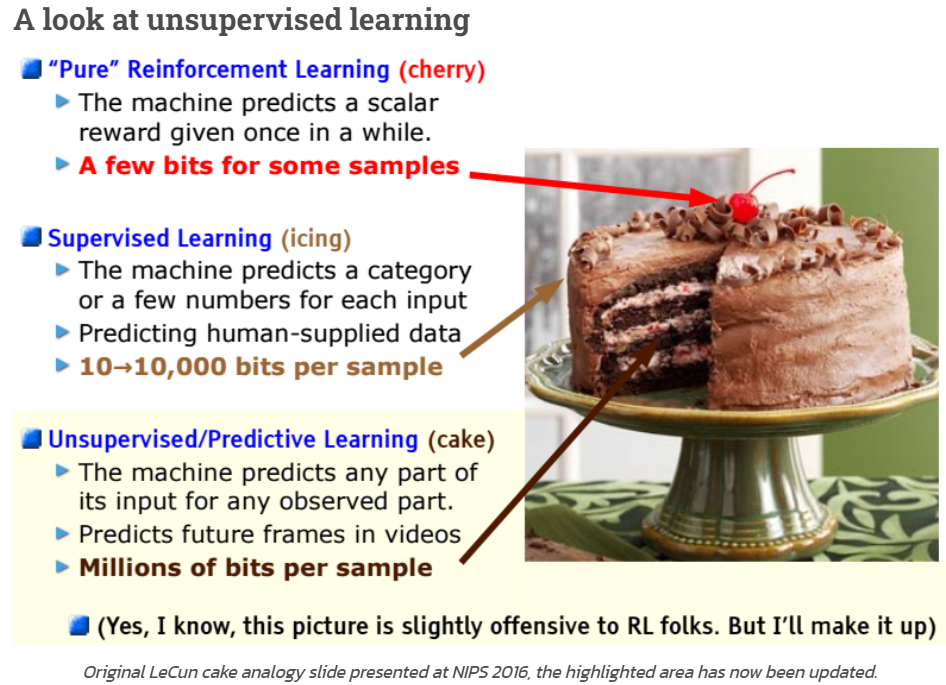 A look at unsupervised learning
“Pure” Reinforcement Learning (cherry)
The machine predicts a scalar
reward given once in a while.
A few bits for some samples
Supervised Learning (icing)
The machine predicts a category
or a few numbers for each input
Predicting human-supplied data
10→10,000 bits per sample
Unsupervised/Predictive Learning (cake)
The machine predicts any part of
its input for any observed part.
Predicts future frames in videos
Millions of bits per sample
(Yes, I know, this picture is slightly offensive to RL folks. But I’ll make it up)
Original LeCun cake analogy slide presented at NIPS 2016, the highlighted area has now been updated.